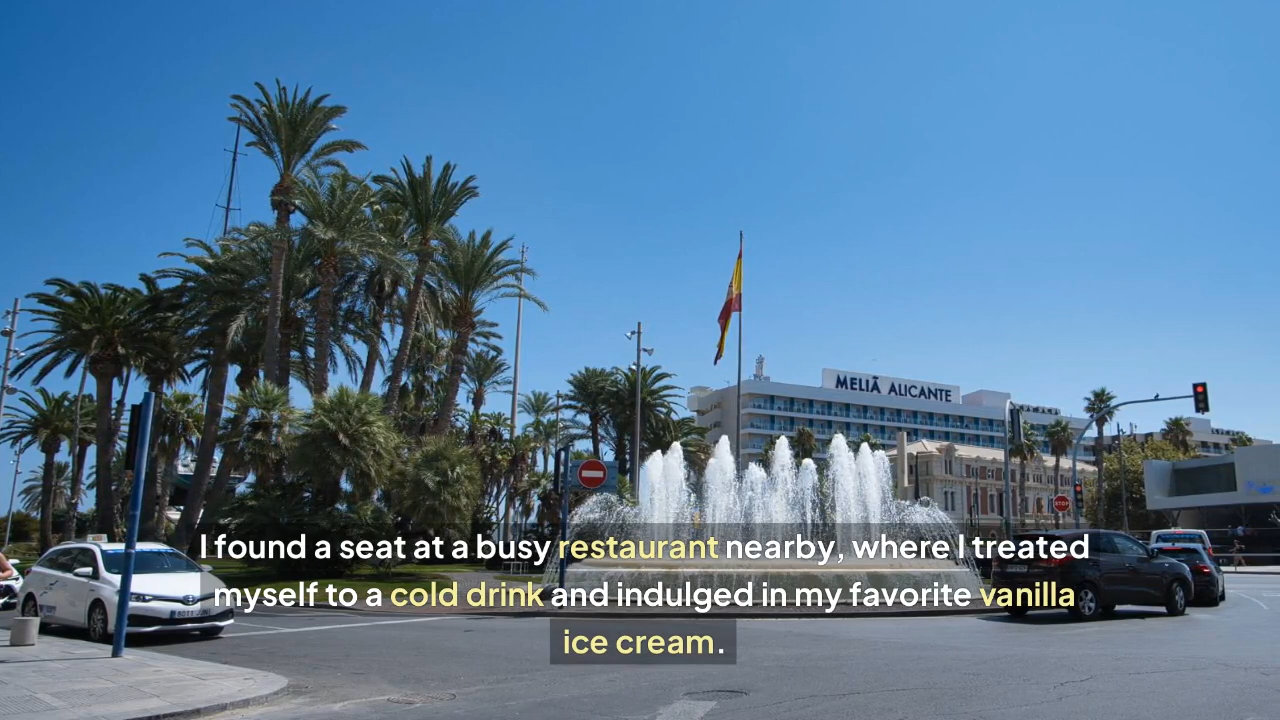 MELIÃ ALICANTE
STOP
I found a seat at a busy restaurant nearby, where I treated
myself to a cold drink and indulged in my favorite vanilla
ice cream.